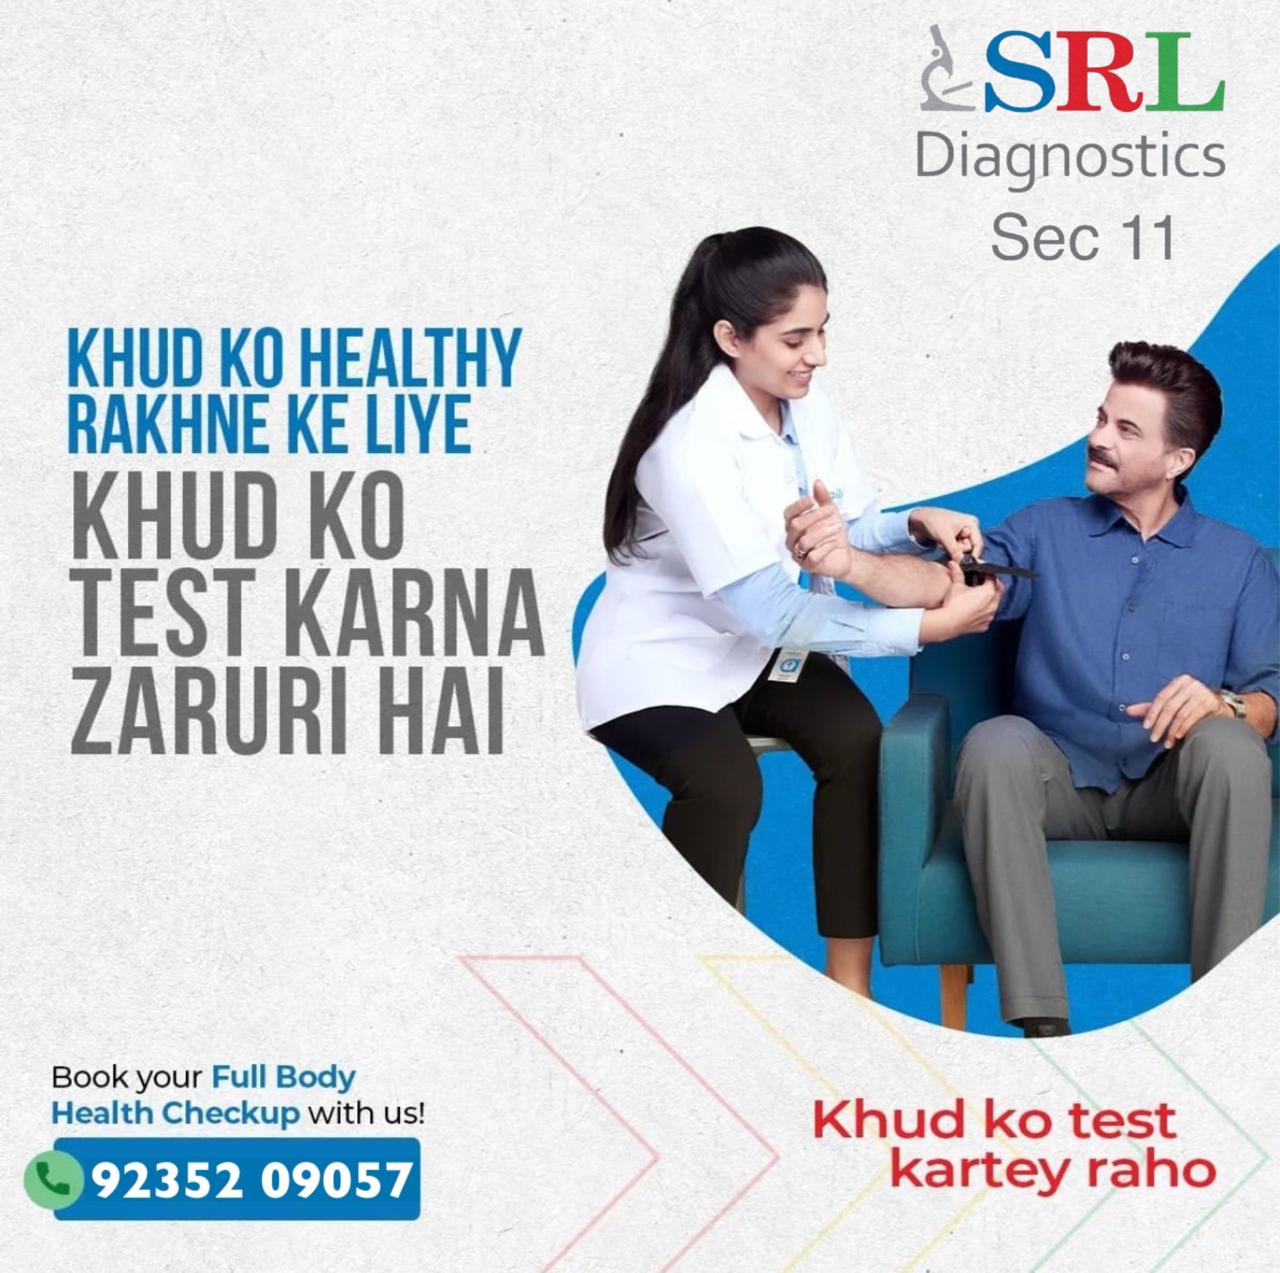 SRL
Diagnostics
Sec 11
KHUD KO HEALTHY
RAKHNE KE LIYE
KHUD KO
TEST KARNA
ZARURI HAI
Book your Full Body
Health Checkup with us!
92352 09057
Khud ko test
kartey raho